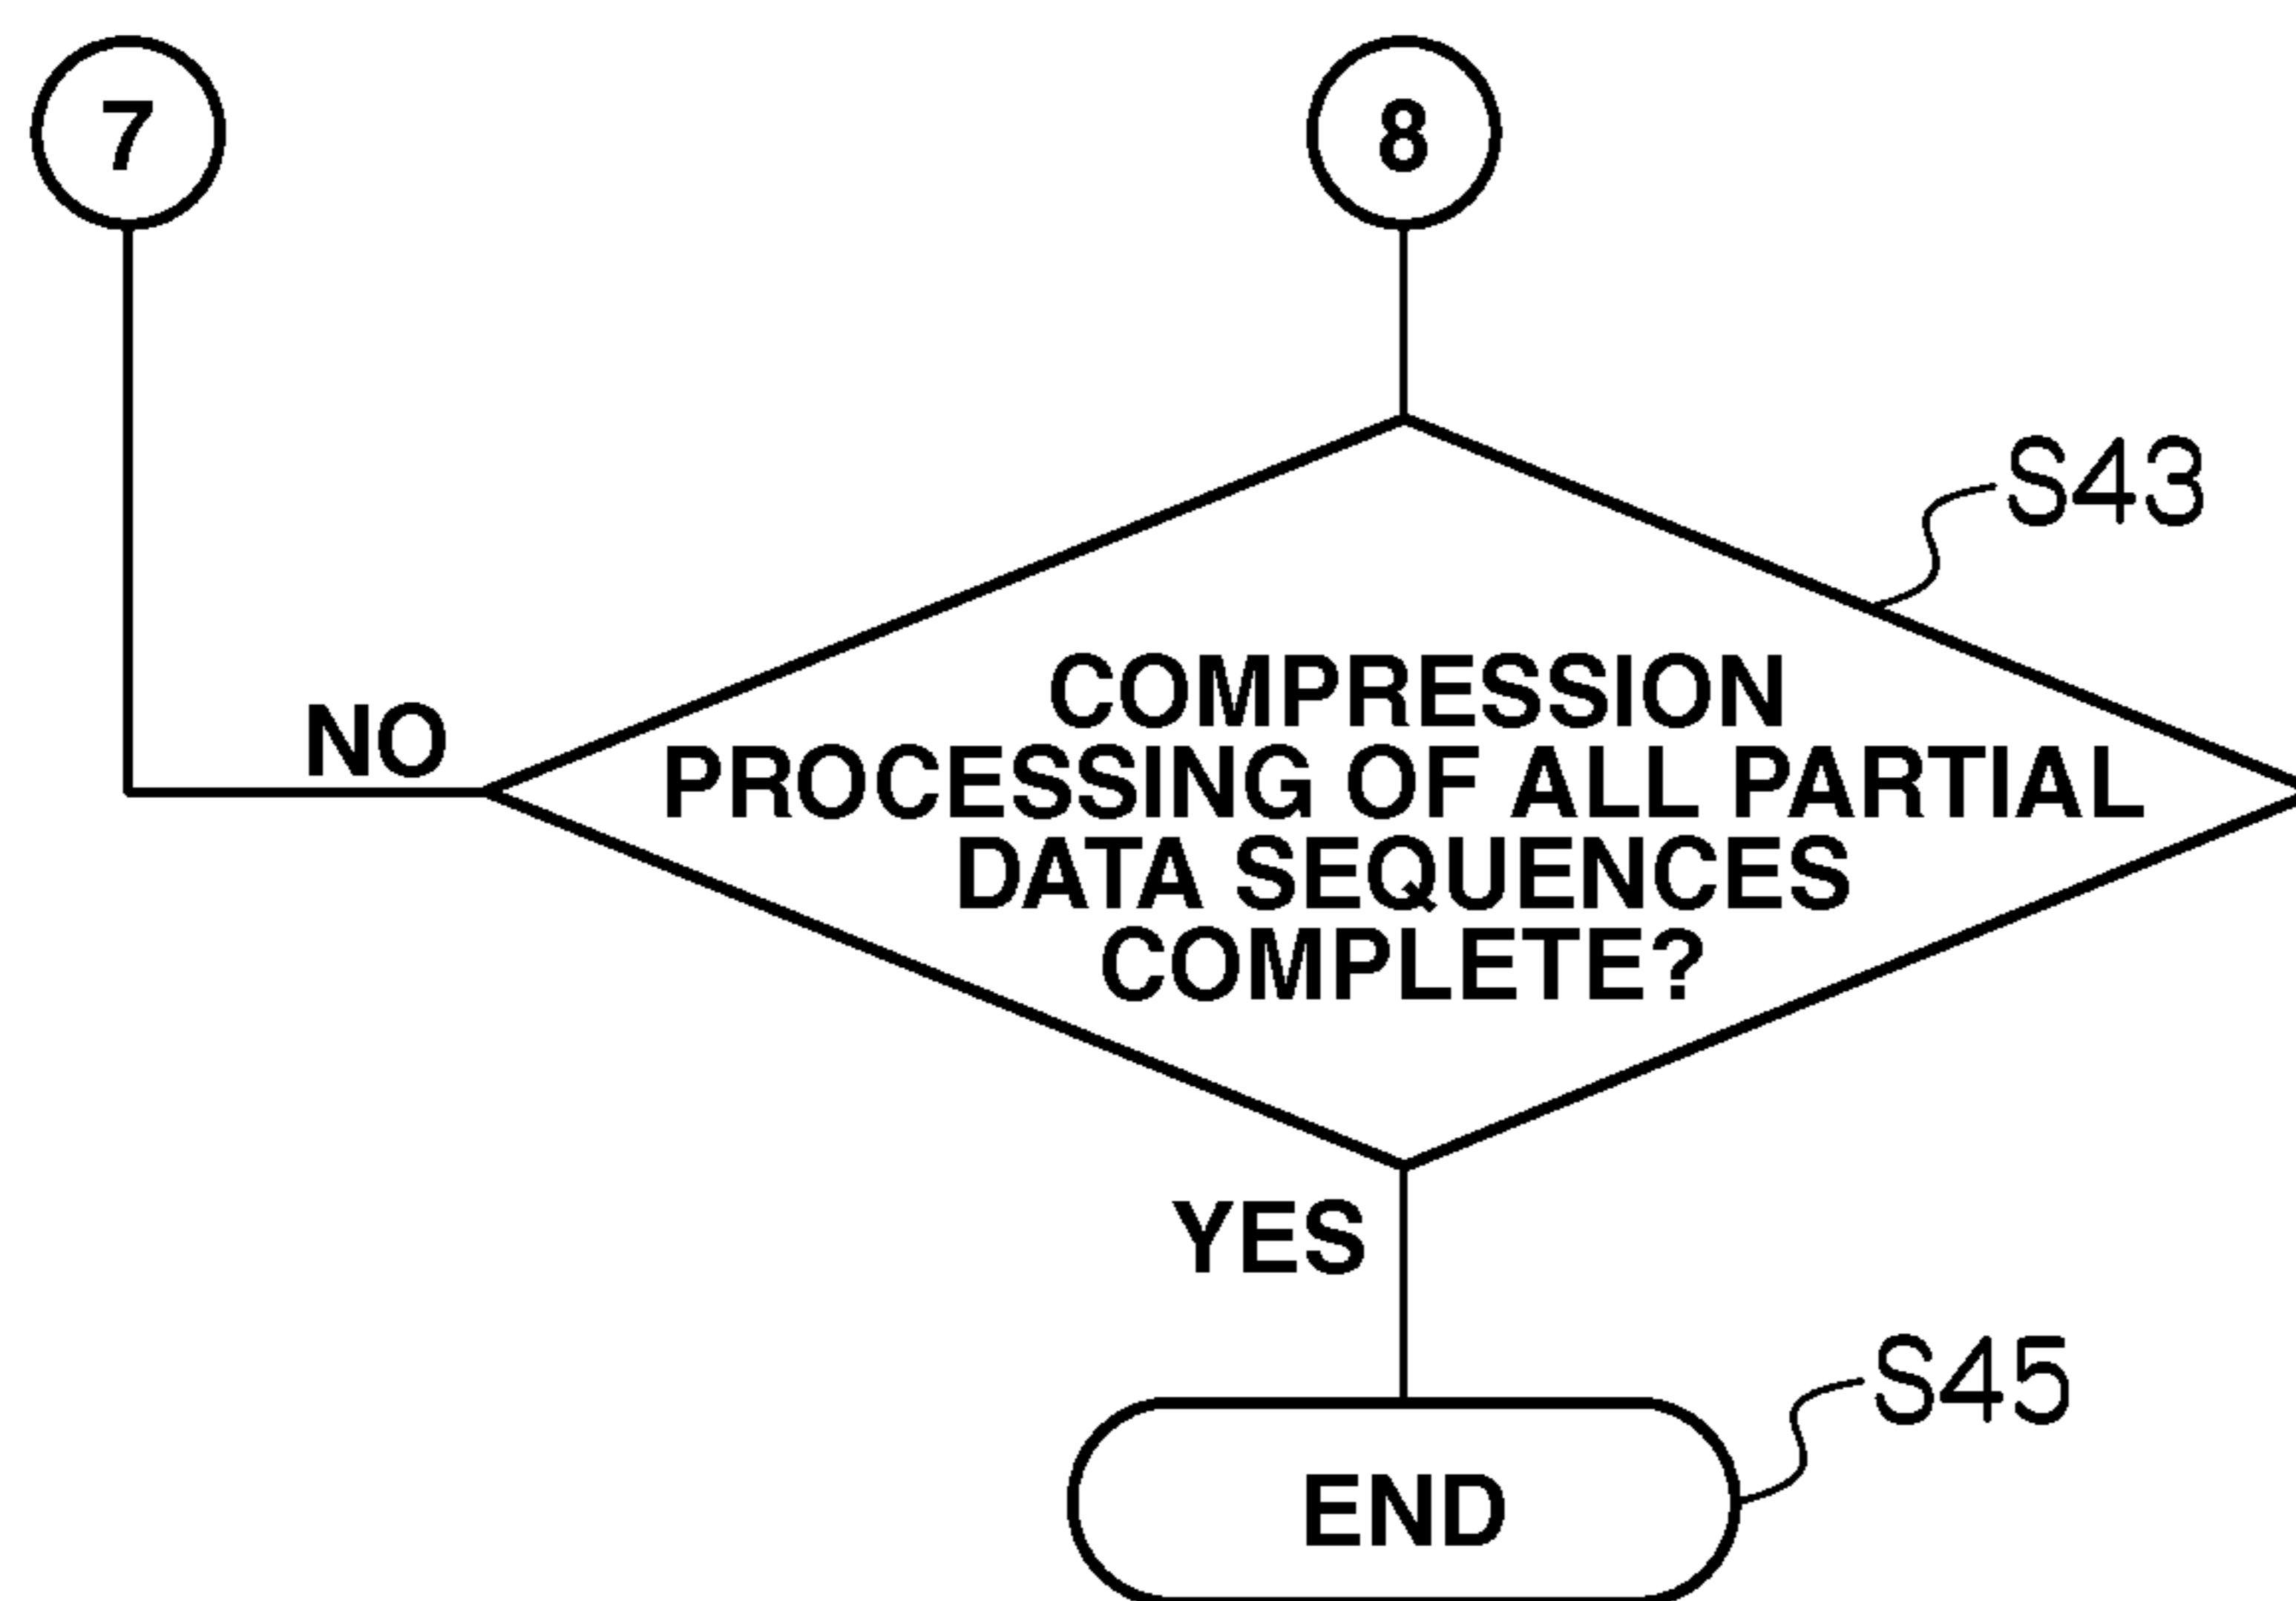 7
8
S43
COMPRESSION
PROCESSING OF ALL PARTIAL
DATA SEQUENCES
COMPLETE?
NO
YES
S45
END